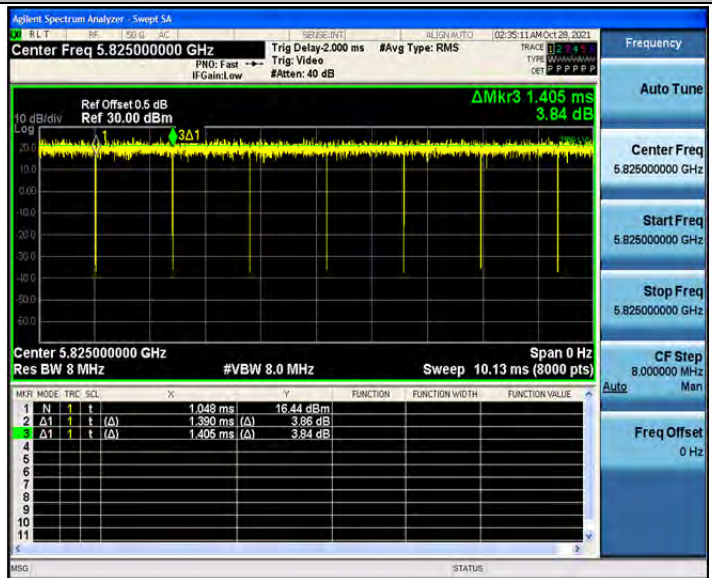 Agilent Spectrum Analyzer - Swept SA
RLT RF 50 Ω AC SENSE:INT ALIGN AUTO 02:35:11 AM Oct 28, 2021
Center Freq 5.825000000 GHz
PNO: Fast
IFGain:Low
Trig Delay-2.000 ms
Trig: Video
#Atten: 40 dB
#Avg Type: RMS
TRACE 1 2 3 4 5 6
TYPE W
DET P P P P P P
Frequency
Ref Offset 0.5 dB
10 dB/div Ref 30.00 dBm
Log
ΔMkr3 1.405 ms
3.84 dB
1 3Δ1
20.0
10.0
0.00
-10.0
-20.0
-30.0
-40.0
-50.0
-60.0
Center 5.825000000 GHz Span 0 Hz
Res BW 8 MHz #VBW 8.0 MHz Sweep 10.13 ms (8000 pts)
MKR MODE TRC SCL X Y FUNCTION FUNCTION WIDTH FUNCTION VALUE
1 N 1 t 1.048 ms 16.44 dBm
2 Δ1 1 t (Δ) 1.390 ms (Δ) 3.86 dB
3 Δ1 1 t (Δ) 1.405 ms (Δ) 3.84 dB
4
5
6
7
8
9
10
11
MSG STATUS
Auto Tune
Center Freq
5.825000000 GHz
Start Freq
5.825000000 GHz
Stop Freq
5.825000000 GHz
CF Step
8.000000 MHz
Auto Man
Freq Offset
0 Hz